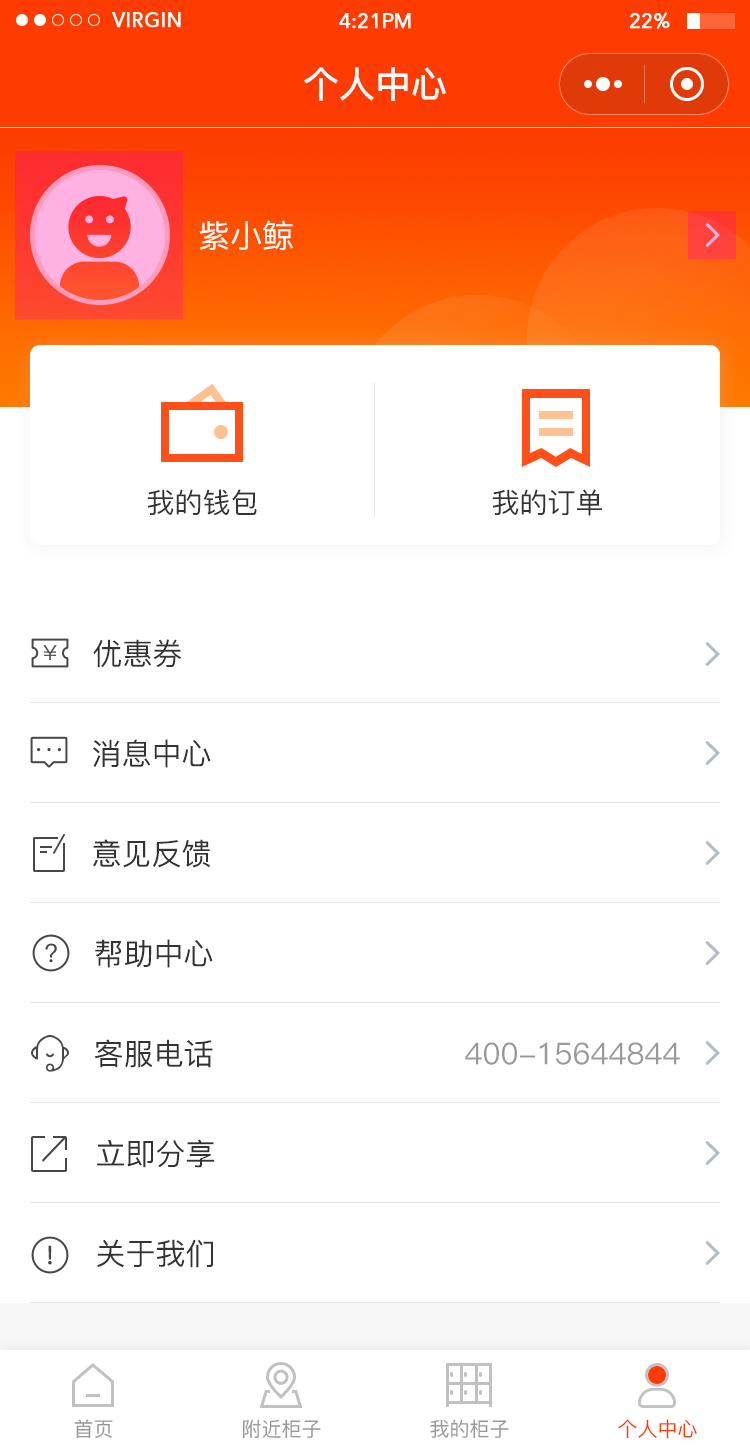 VIRGIN 4:21PM 22%
个人中心
紫小鲸
我的钱包 我的订单
优惠券
消息中心
意见反馈
帮助中心
客服电话 400-15644844
立即分享
关于我们
首页 附近柜子 我的柜子 个人中心